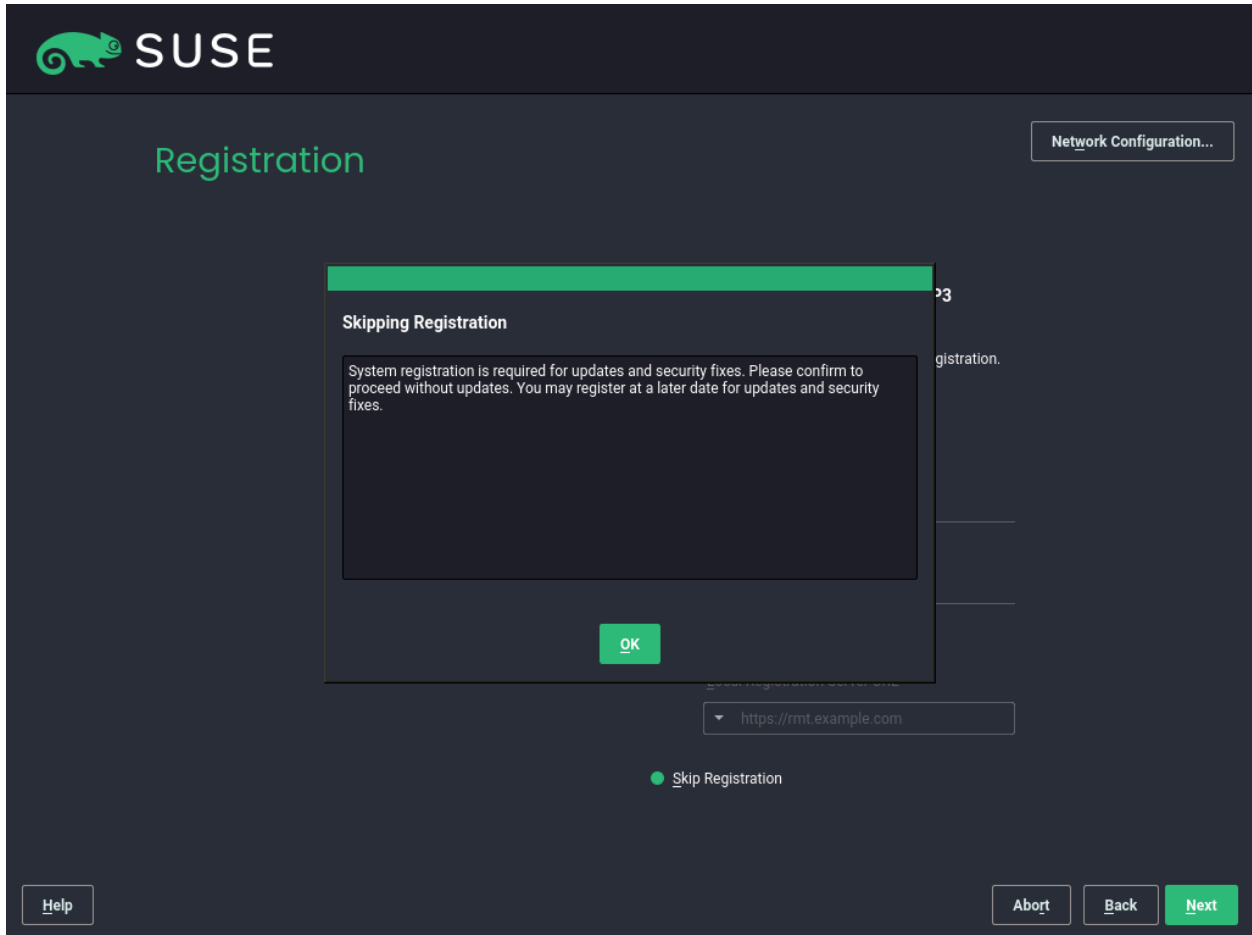 SUSE
Registration
Network Configuration...
P3
Skipping Registration
gistration.
System registration is required for updates and security fixes. Please confirm to
proceed without updates. You may register at a later date for updates and security
fixes.
OK
https://rmt.example.com
Skip Registration
Help
Abort
Back
Next